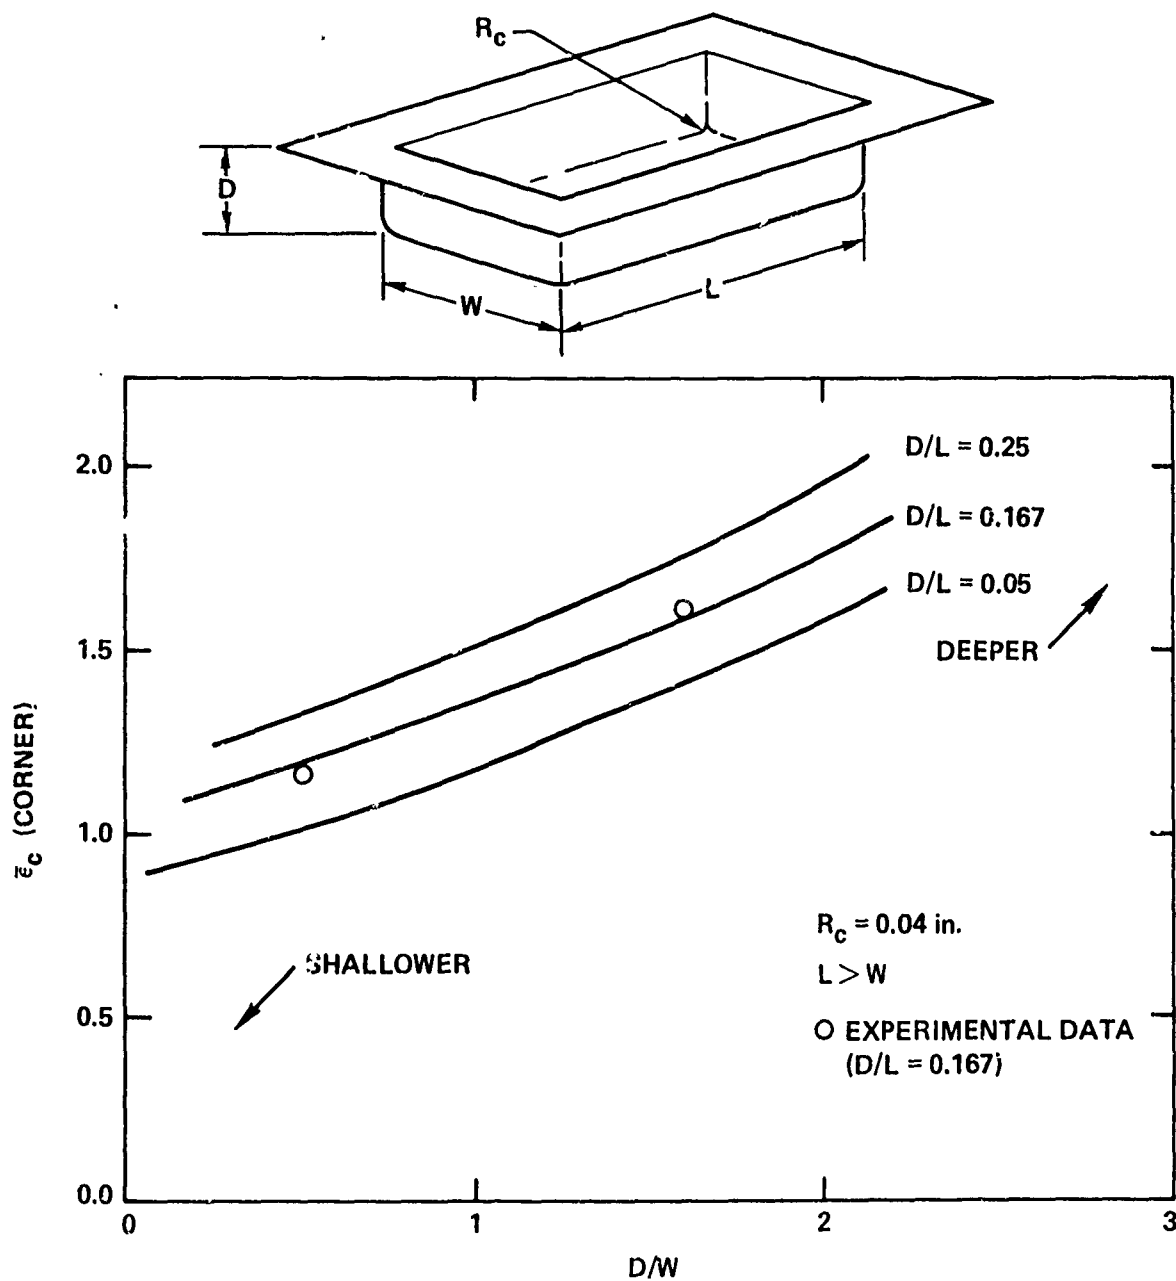 R_c
D
W
L
2.0
1.5
1.0
0.5
0.0
ε̄_c (CORNER)
D/L = 0.25
D/L = 0.167
D/L = 0.05
DEEPER
SHALLOWER
R_c = 0.04 in.
L > W
O EXPERIMENTAL DATA
(D/L = 0.167)
0
1
2
3
D/W